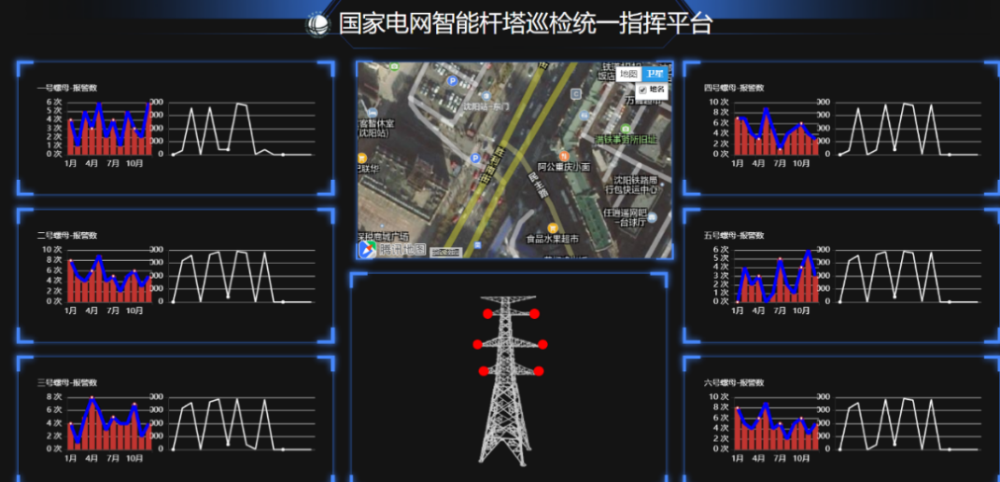 国家电网智能杆塔巡检统一指挥平台
一号螺母-报警数
6 次
5 次
4 次
3 次
2 次
1 次
0 次
1月 4月 7月 10月
000
000
000
000
0
二号螺母-报警数
10 次
8 次
6 次
4 次
2 次
0 次
1月 4月 7月 10月
000
000
000
000
0
三号螺母-报警数
8 次
6 次
4 次
2 次
0 次
1月 4月 7月 10月
000
000
000
000
0
地图 卫星
地名
沈阳站-东门
客暂休室
(沈阳站)
胜利南街
满铁事务所旧址
阿公重庆小面
沈阳铁路局
行包快运中心
民主路
任逍遥网吧
一台球厅
食品水果超市
腾讯地图
四号螺母-报警数
10 次
8 次
6 次
4 次
2 次
0 次
1月 4月 7月 10月
000
000
000
000
0
五号螺母-报警数
6 次
5 次
4 次
3 次
2 次
1 次
0 次
1月 4月 7月 10月
000
000
000
000
0
六号螺母-报警数
10 次
8 次
6 次
4 次
2 次
0 次
1月 4月 7月 10月
000
000
000
000
0